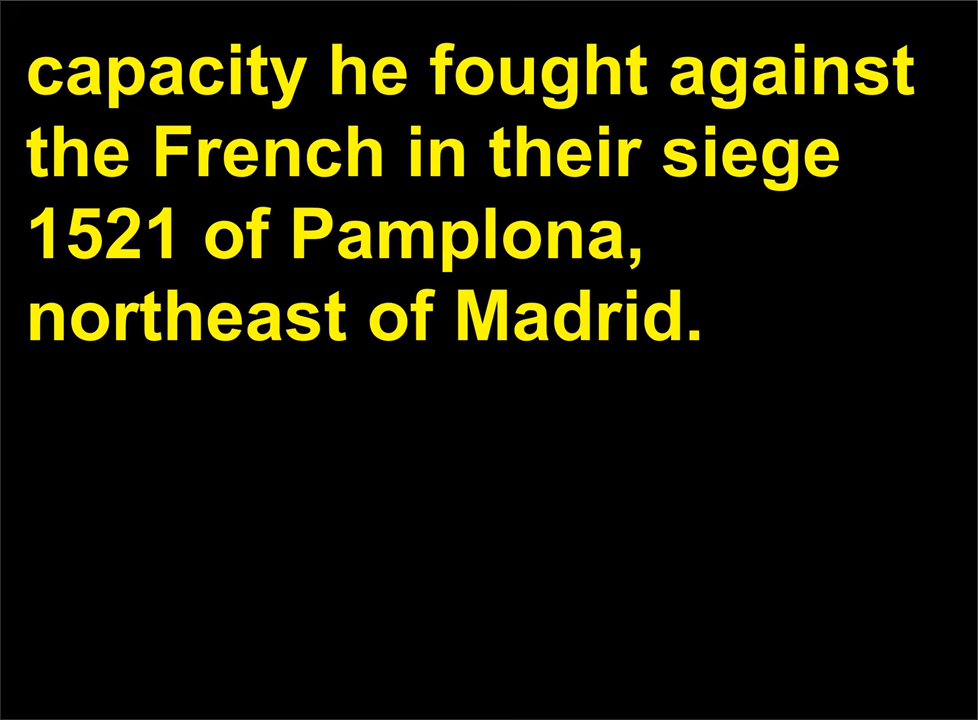 capacity he fought against
the French in their siege
1521 of Pamplona,
northeast of Madrid.